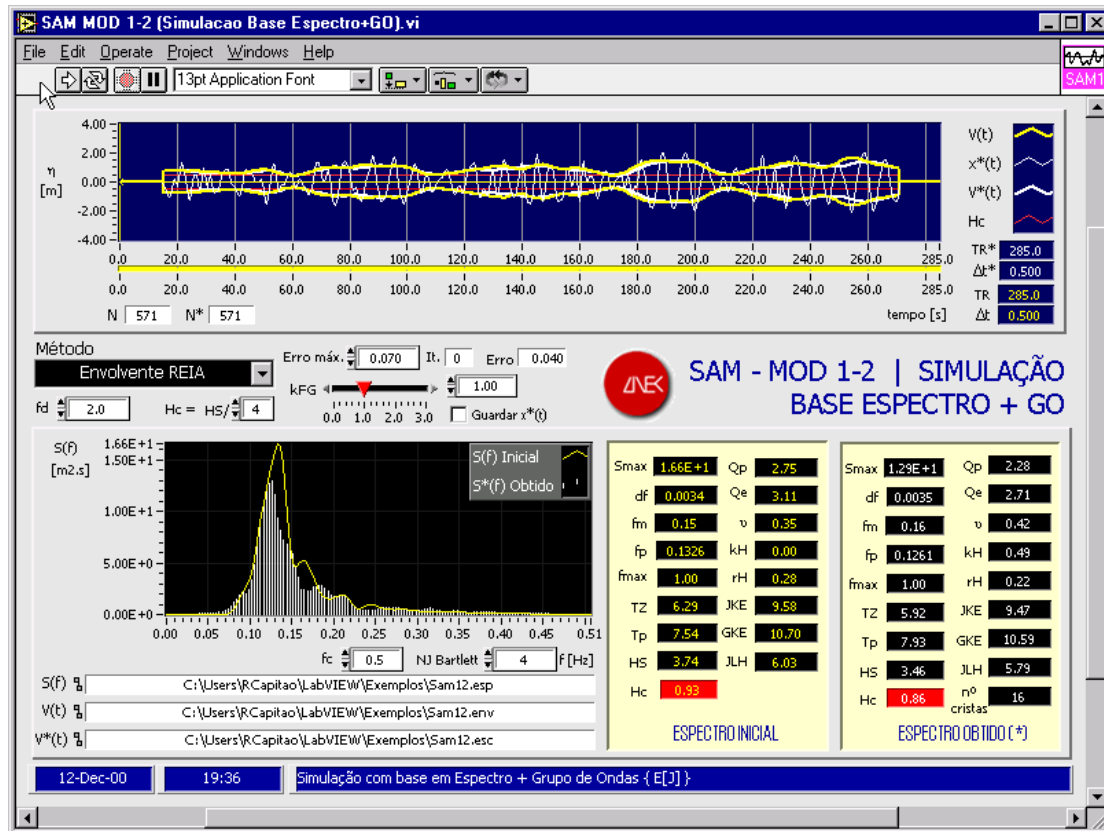 SAM MOD 1-2 (Simulacao Base Espectro+GO).vi
File Edit Operate Project Windows Help
13pt Application Font
SAM1
4.00
2.00
η
[m]
0.00
-2.00
-4.00
0.0 20.0 40.0 60.0 80.0 100.0 120.0 140.0 160.0 180.0 200.0 220.0 240.0 260.0 285.0
0.0 20.0 40.0 60.0 80.0 100.0 120.0 140.0 160.0 180.0 200.0 220.0 240.0 260.0 285.0
N 571 N* 571
tempo [s]
V(t)
x*(t)
V*(t)
Hc
TR* 285.0
Δt* 0.500
TR 285.0
Δt 0.500
Método
Envolvente REIA
fd 2.0 Hc = HS/ 4
Erro máx. 0.070 It. 0 Erro 0.040
kFG 1.00
0.0 1.0 2.0 3.0 Guardar x*(t)
LNEC
SAM - MOD 1-2 | SIMULAÇÃO
BASE ESPECTRO + GO
S(f)
[m2.s]
1.66E+1
1.50E+1
1.00E+1
5.00E+0
0.00E+0
0.00 0.05 0.10 0.15 0.20 0.25 0.30 0.35 0.40 0.45 0.51
S(f) Inicial
S*(f) Obtido
fc 0.5 NJ Bartlett 4 f [Hz]
S(f) C:\Users\RCapitao\LabVIEW\Exemplos\Sam12.esp
V(t) C:\Users\RCapitao\LabVIEW\Exemplos\Sam12.env
V*(t) C:\Users\RCapitao\LabVIEW\Exemplos\Sam12.esc
Smax 1.66E+1 Qp 2.75
df 0.0034 Qe 3.11
fm 0.15 υ 0.35
fp 0.1326 kH 0.00
fmax 1.00 rH 0.28
TZ 6.29 JKE 9.58
Tp 7.54 GKE 10.70
HS 3.74 JLH 6.03
Hc 0.93
ESPECTRO INICIAL
Smax 1.29E+1 Qp 2.28
df 0.0035 Qe 2.71
fm 0.16 υ 0.42
fp 0.1261 kH 0.49
fmax 1.00 rH 0.22
TZ 5.92 JKE 9.47
Tp 7.93 GKE 10.59
HS 3.46 JLH 5.79
Hc 0.86 nº cristas 16
ESPECTRO OBTIDO (*)
12-Dec-00 19:36 Simulação com base em Espectro + Grupo de Ondas { E[J] }